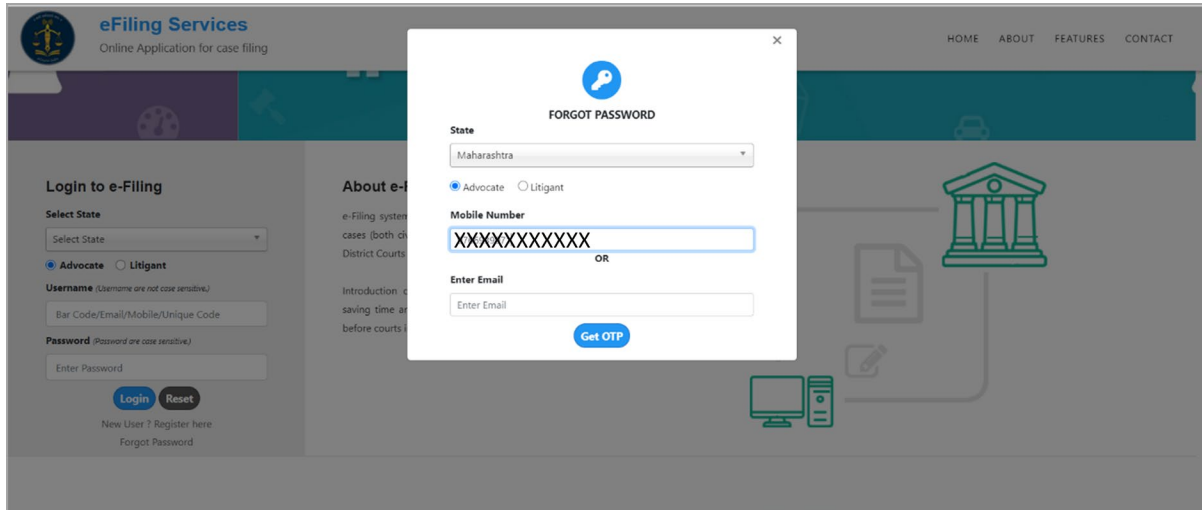 eFiling Services
Online Application for case filing
HOME ABOUT FEATURES CONTACT
×
FORGOT PASSWORD
State
Maharashtra
Advocate Litigant
Mobile Number
XXXXXXXXXXX
OR
Enter Email
Enter Email
Get OTP
Login to e-Filing
Select State
Select State
Advocate Litigant
Username (Username are not case sensitive.)
Bar Code/Email/Mobile/Unique Code
Password (Password are case sensitive.)
Enter Password
Login Reset
New User ? Register here
Forgot Password
About e-F
e-Filing system
cases (both civ
District Courts
Introduction
saving time
before courts i